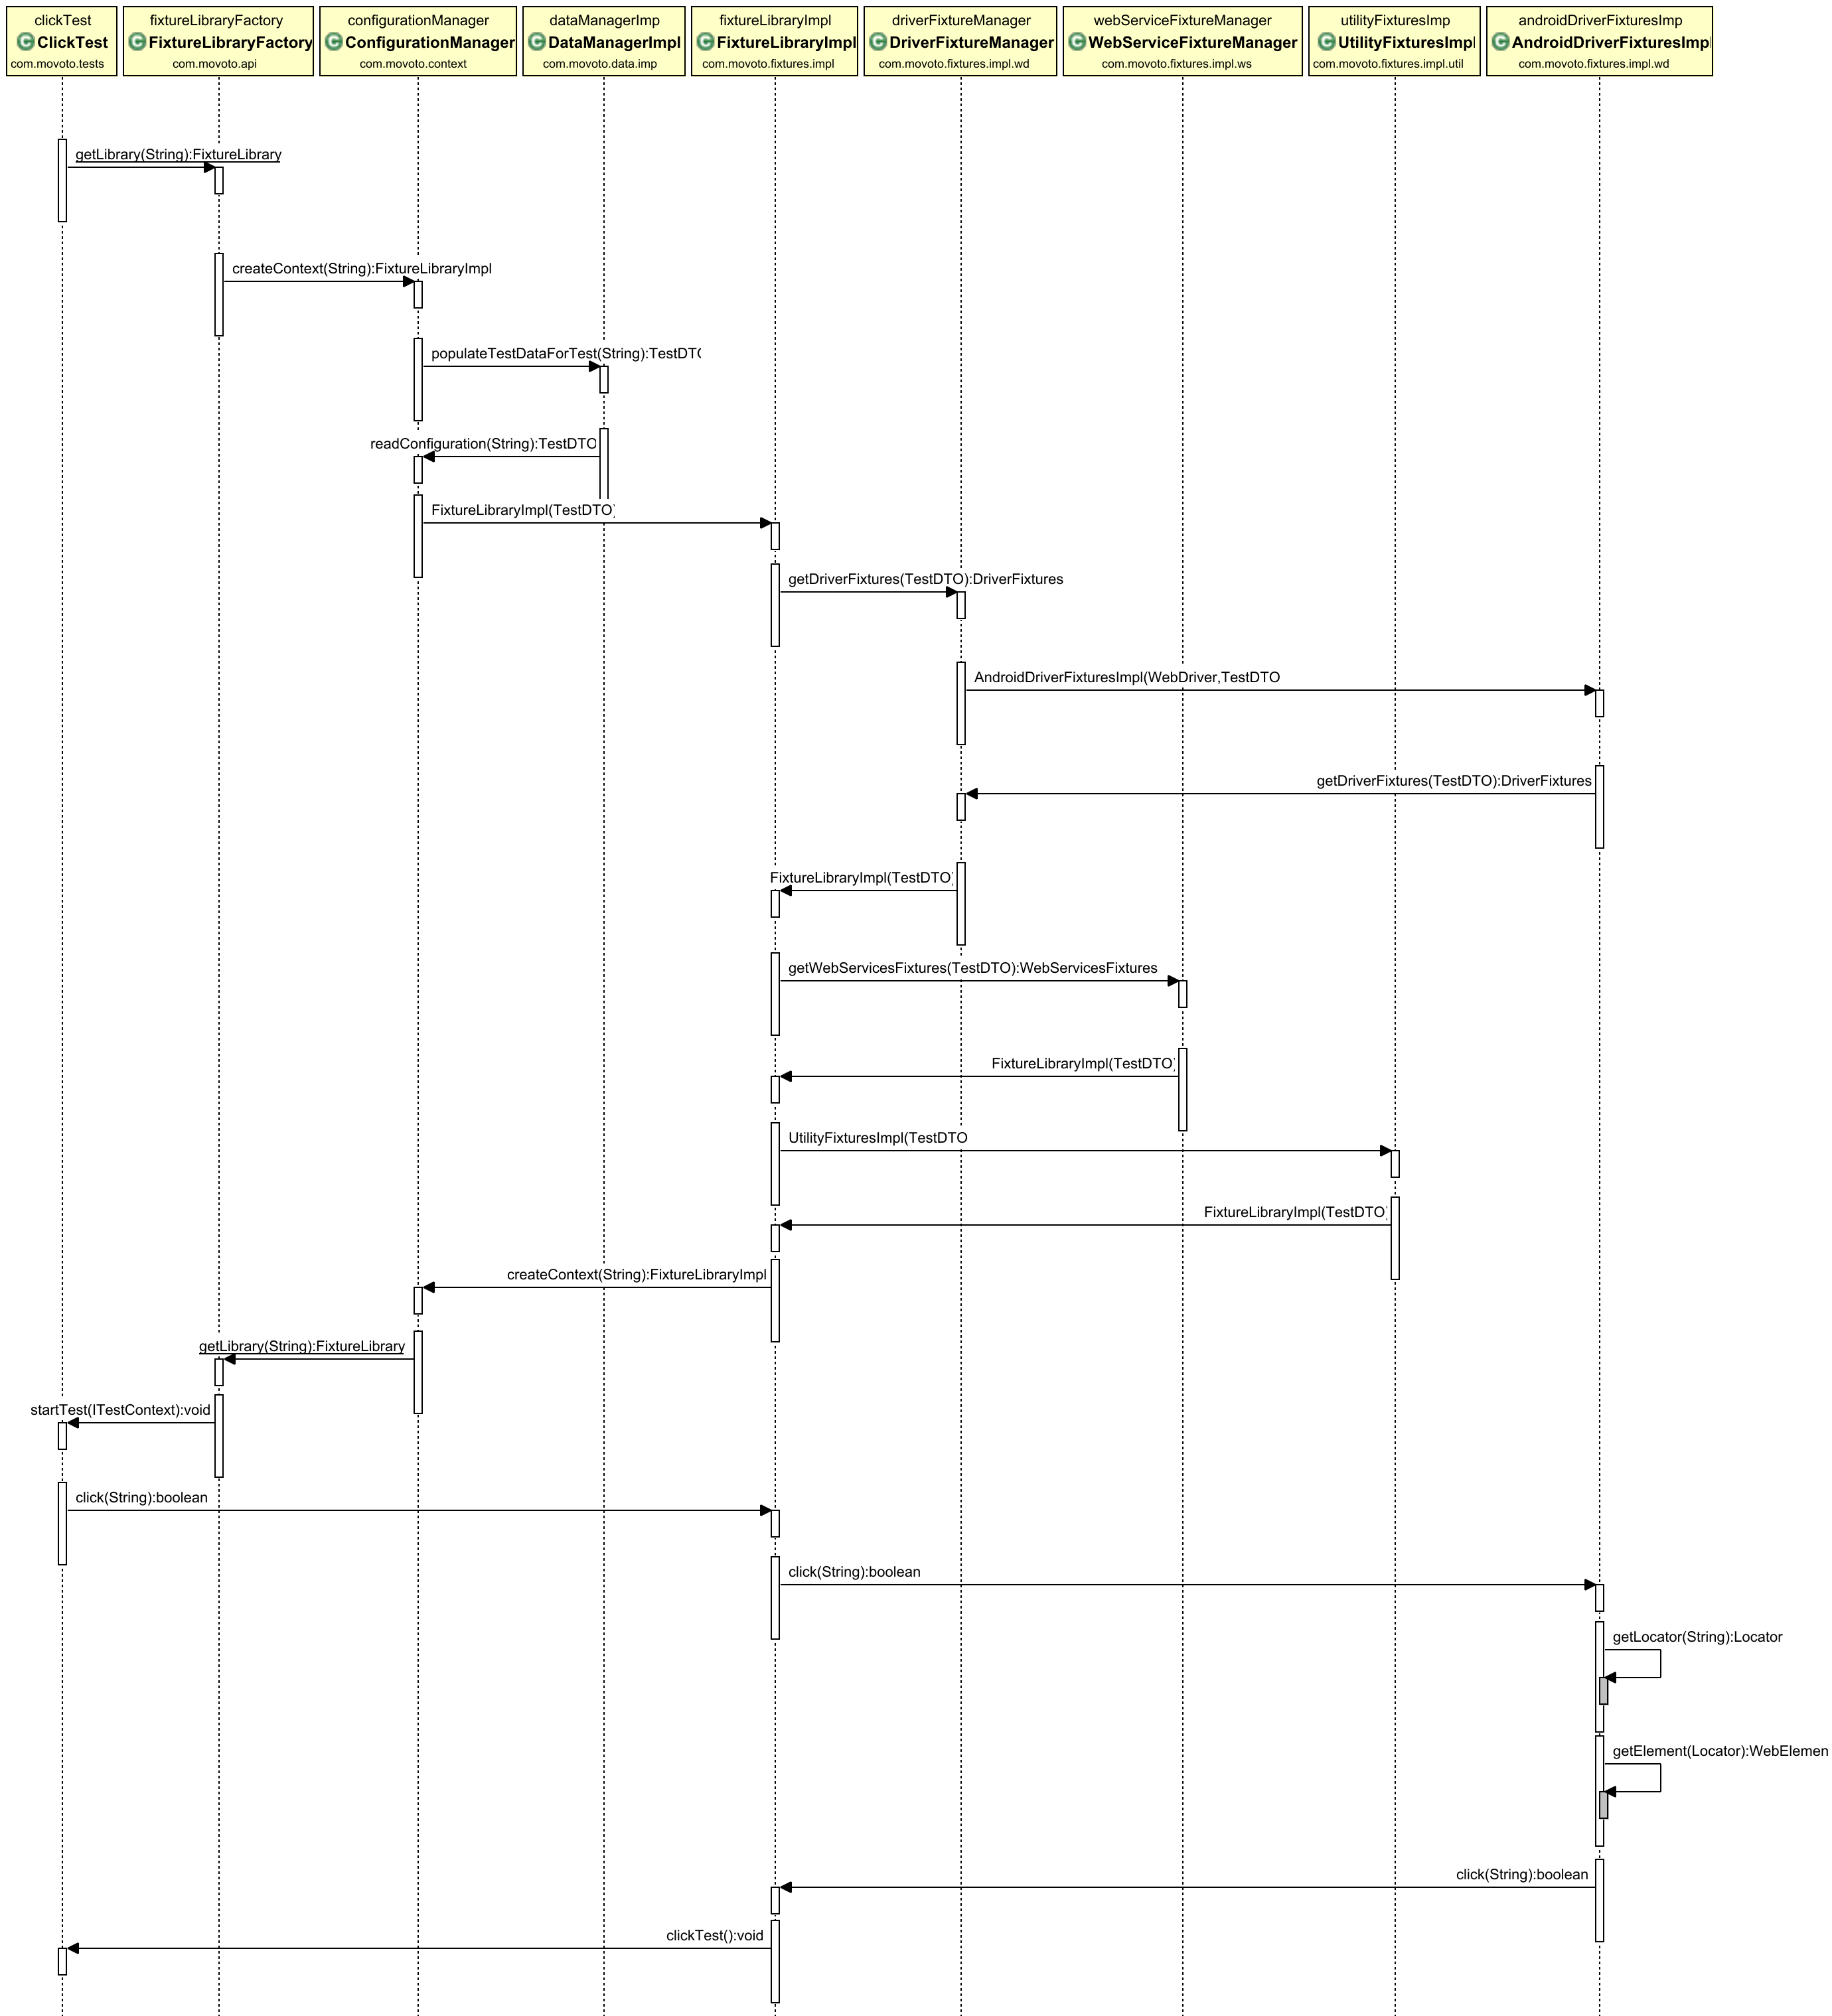 clickTest
ClickTest
com.movoto.tests
fixtureLibraryFactory
FixtureLibraryFactory
com.movoto.api
configurationManager
ConfigurationManager
com.movoto.context
dataManagerImp
DataManagerImpl
com.movoto.data.imp
fixtureLibraryImpl
FixtureLibraryImpl
com.movoto.fixtures.impl
driverFixtureManager
DriverFixtureManager
com.movoto.fixtures.impl.wd
webServiceFixtureManager
WebServiceFixtureManager
com.movoto.fixtures.impl.ws
utilityFixturesImp
UtilityFixturesImpl
com.movoto.fixtures.impl.util
androidDriverFixturesImp
AndroidDriverFixturesImpl
com.movoto.fixtures.impl.wd
getLibrary(String):FixtureLibrary
createContext(String):FixtureLibraryImpl
populateTestDataForTest(String):TestDTO
readConfiguration(String):TestDTO
FixtureLibraryImpl(TestDTO)
getDriverFixtures(TestDTO):DriverFixtures
AndroidDriverFixturesImpl(WebDriver,TestDTO
getDriverFixtures(TestDTO):DriverFixtures
FixtureLibraryImpl(TestDTO)
getWebServicesFixtures(TestDTO):WebServicesFixtures
FixtureLibraryImpl(TestDTO)
UtilityFixturesImpl(TestDTO
FixtureLibraryImpl(TestDTO)
createContext(String):FixtureLibraryImpl
getLibrary(String):FixtureLibrary
startTest(ITestContext):void
click(String):boolean
click(String):boolean
getLocator(String):Locator
getElement(Locator):WebElemen
click(String):boolean
clickTest():void